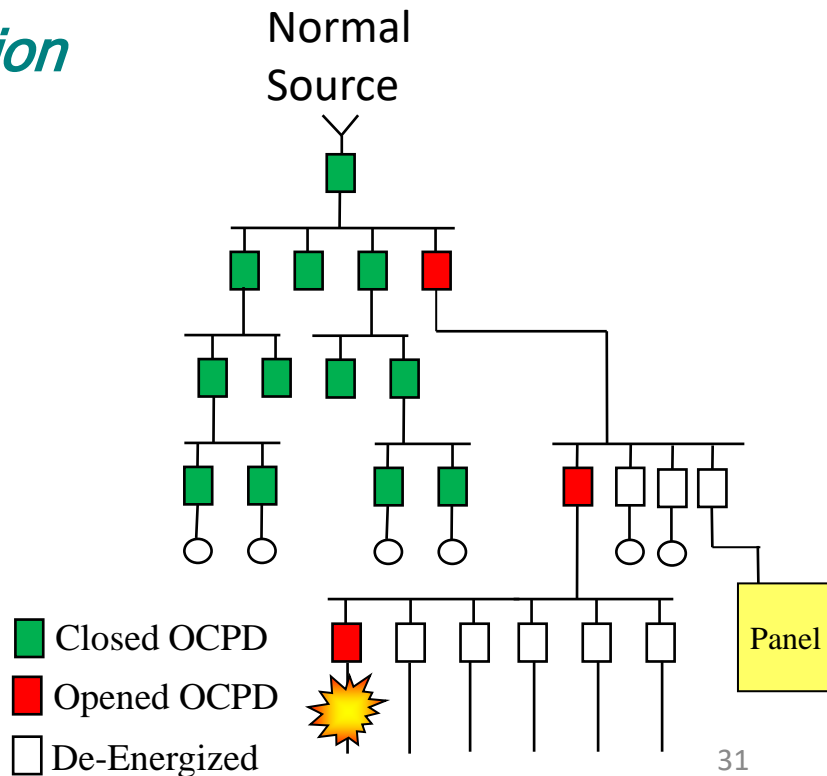 ion
Normal
Source
Panel
Closed OCPD
Opened OCPD
De-Energized
31